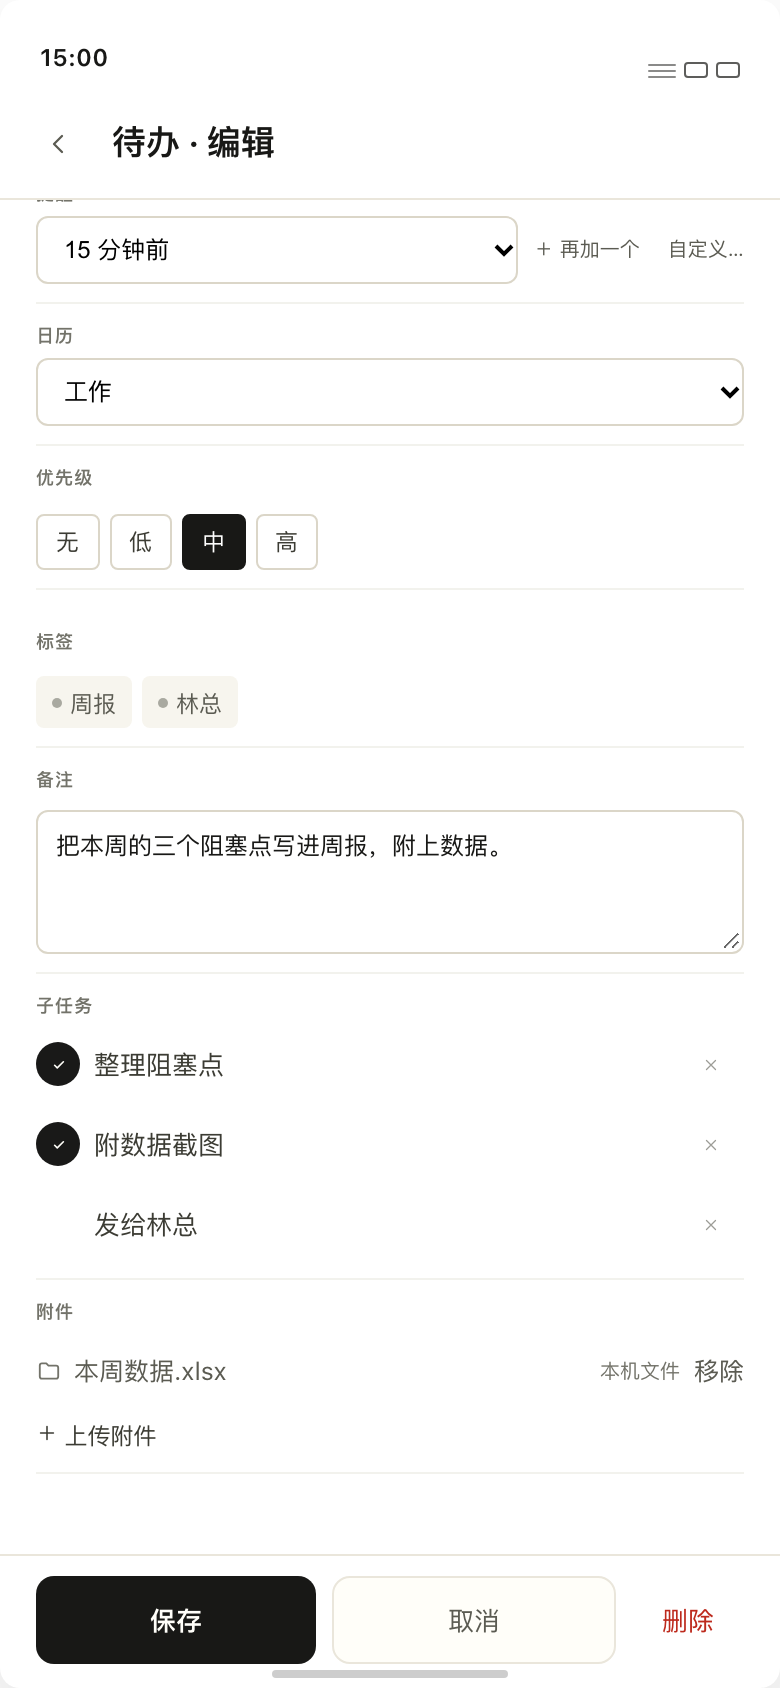 15:00
待办 · 编辑
15 分钟前
+ 再加一个 自定义...
日历
工作
优先级
无 低 中 高
标签
周报 林总
备注
把本周的三个阻塞点写进周报，附上数据。
子任务
整理阻塞点
附数据截图
发给林总
附件
本周数据.xlsx 本机文件 移除
+ 上传附件
保存 取消 删除